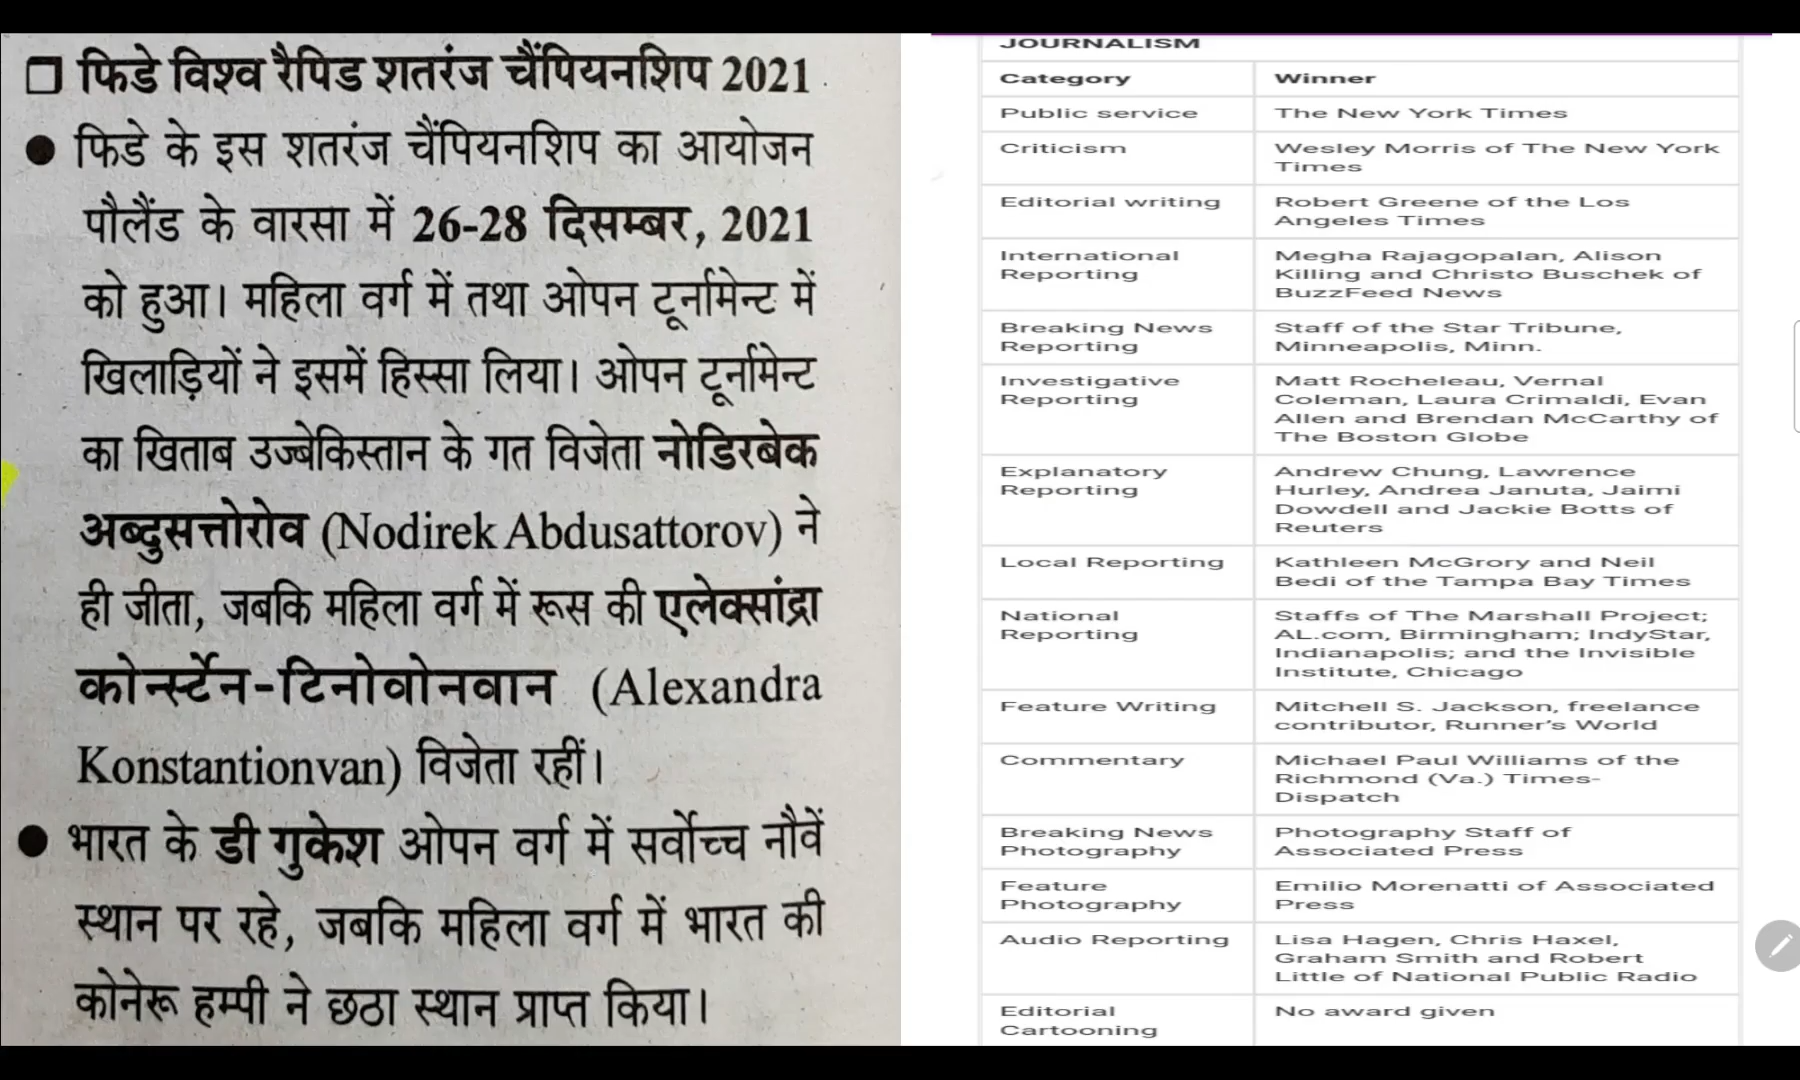 फिडे विश्व रैपिड शतरंज चैंपियनशिप 2021
फिडे के इस शतरंज चैंपियनशिप का आयोजन
पौलैंड के वारसा में 26-28 दिसम्बर, 2021
को हुआ। महिला वर्ग में तथा ओपन टूर्नामेन्ट में
खिलाड़ियों ने इसमें हिस्सा लिया। ओपन टूर्नामेन्ट
का खिताब उज्बेकिस्तान के गत विजेता नोडिरबेक
अब्दुसत्तोरोव (Nodirek Abdusattorov) ने
ही जीता, जबकि महिला वर्ग में रूस की एलेक्सांद्रा
कोर्न्स्टेन-टिनोवोनवान (Alexandra
Konstantionvan) विजेता रहीं।
भारत के डी गुकेश ओपन वर्ग में सर्वोच्च नौवें
स्थान पर रहे, जबकि महिला वर्ग में भारत की
कोनेरू हम्पी ने छठा स्थान प्राप्त किया।
JOURNALISM
Category Winner
Public service The New York Times
Criticism Wesley Morris of The New York
Times
Editorial writing Robert Greene of the Los
Angeles Times
International Megha Rajagopalan, Alison
Reporting Killing and Christo Buschek of
BuzzFeed News
Breaking News Staff of the Star Tribune,
Reporting Minneapolis, Minn.
Investigative Matt Rocheleau, Vernal
Reporting Coleman, Laura Crimaldi, Evan
Allen and Brendan McCarthy of
The Boston Globe
Explanatory Andrew Chung, Lawrence
Reporting Hurley, Andrea Januta, Jaimi
Dowdell and Jackie Botts of
Reuters
Local Reporting Kathleen McGrory and Neil
Bedi of the Tampa Bay Times
National Staffs of The Marshall Project;
Reporting AL.com, Birmingham; IndyStar,
Indianapolis; and the Invisible
Institute, Chicago
Feature Writing Mitchell S. Jackson, freelance
contributor, Runner's World
Commentary Michael Paul Williams of the
Richmond (Va.) Times-
Dispatch
Breaking News Photography Staff of
Photography Associated Press
Feature Emilio Morenatti of Associated
Photography Press
Audio Reporting Lisa Hagen, Chris Haxel,
Graham Smith and Robert
Little of National Public Radio
Editorial No award given
Cartooning